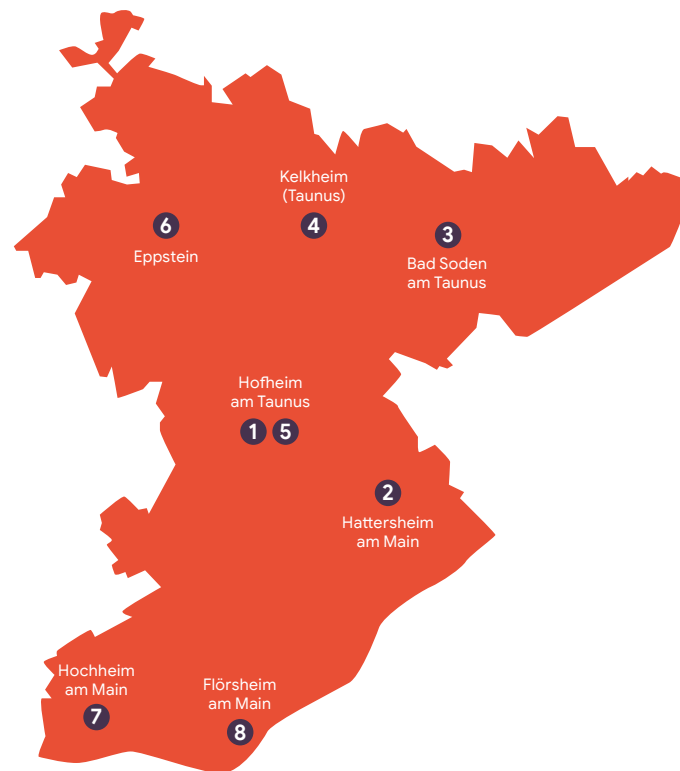 Kelkheim
(Taunus)
6
4
3
Eppstein
Bad Soden
am Taunus
Hofheim
am Taunus
1 5
2
Hattersheim
am Main
Hochheim
am Main
7
Flörsheim
am Main
8